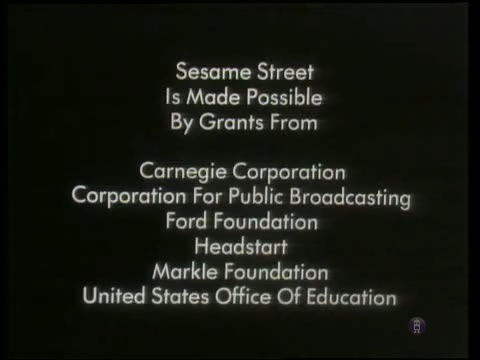 Sesame Street
Is Made Possible
By Grants From
Carnegie Corporation
Corporation For Public Broadcasting
Ford Foundation
Headstart
Markle Foundation
United States Office Of Education